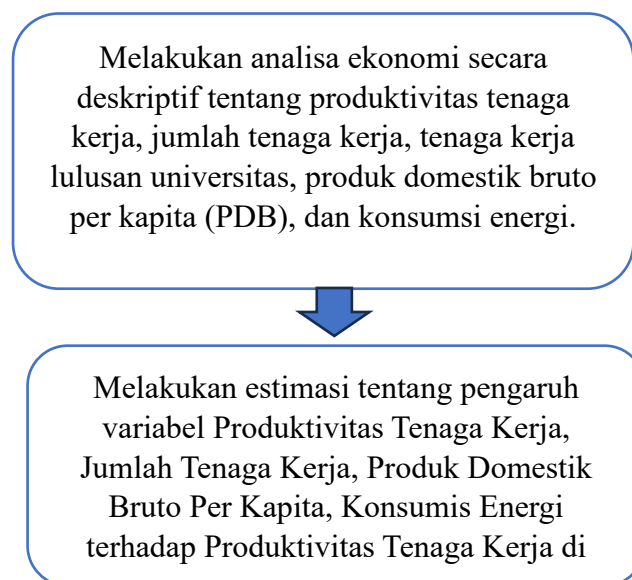 Melakukan analisa ekonomi secara
deskriptif tentang produktivitas tenaga
kerja, jumlah tenaga kerja, tenaga kerja
lulusan universitas, produk domestik bruto
per kapita (PDB), dan konsumsi energi.
Melakukan estimasi tentang pengaruh
variabel Produktivitas Tenaga Kerja,
Jumlah Tenaga Kerja, Produk Domestik
Bruto Per Kapita, Konsumis Energi
terhadap Produktivitas Tenaga Kerja di